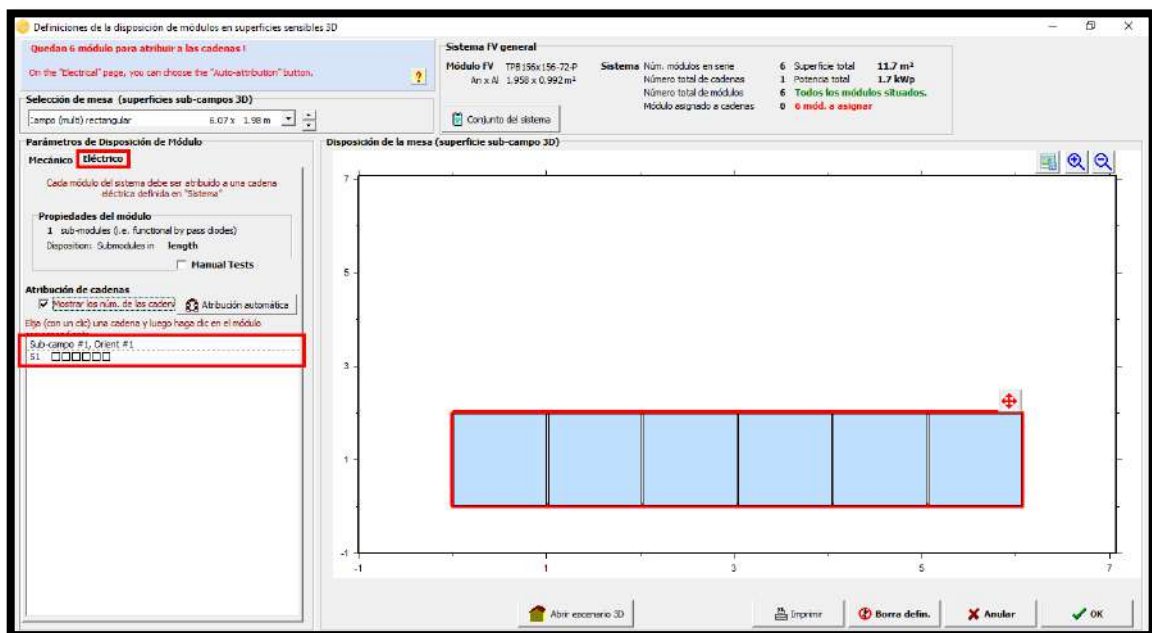 Definiciones de la disposición de módulos en superficies sensibles 3D
Quedan 6 módulo para atribuir a las cadenas !
On the "Electrical" page, you can choose the "Auto-attribution" button.
?
Selección de mesa (superficies sub-campos 3D)
Campo (multi) rectangular 6.07 x 1.98 m
Sistema FV general
Módulo FV TP8156x156-72-P
An x Al 1.958 x 0.992 m²
Sistema Núm. módulos en serie 6
Número total de cadenas 1
Número total de módulos 6
Módulo asignado a cadenas 0
Superficie total 11.7 m²
Potencia total 1.7 kWp
Todos los módulos situados.
6 mód. a asignar
Conjunto del sistema
Parámetros de Disposición de Módulo
Mecánico Eléctrico
Cada módulo del sistema debe ser atribuido a una cadena
eléctrica definida en "Sistema"
Propiedades del módulo
1 sub-modules (i.e. functional by pass diodes)
Disposition: Submodules in length
Manual Tests
Atribución de cadenas
Mostrar los núm. de las caden
Atribución automática
Elija (con un clic) una cadena y luego haga clic en el módulo
Sub-campo #1, Orient #1
S1
Disposición de la mesa (superficie sub-campo 3D)
7
5
3
1
-1
-1 1 3 5 7
Abrir escenario 3D
Imprimir
Borra defin.
Anular
OK